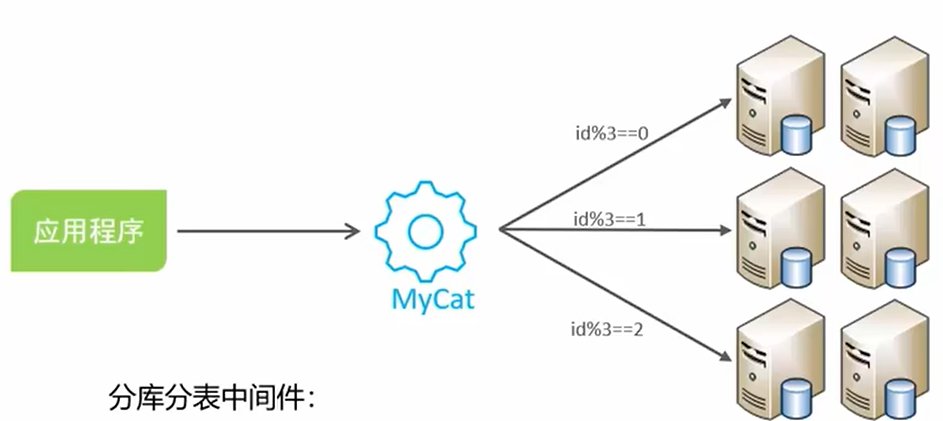 id%3==0
应用程序
id%3==1
MyCat
id%3==2
分库分表中间件：